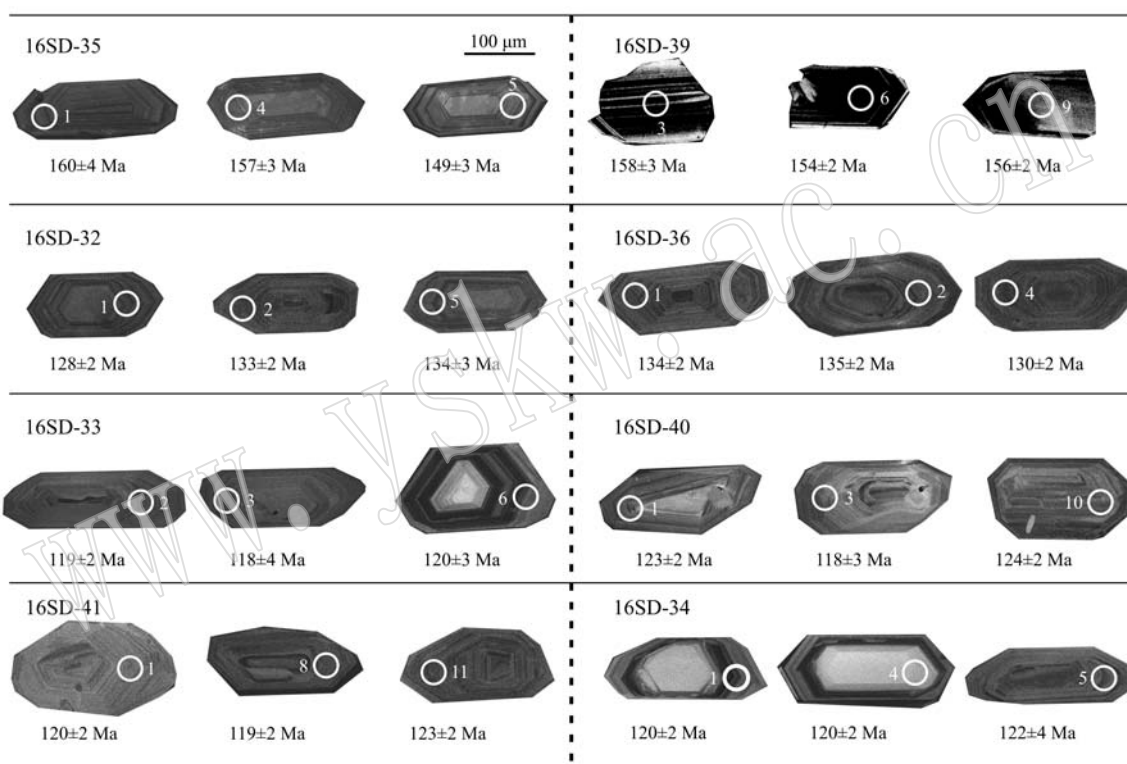 16SD-35
100 μm
1
4
5
160±4 Ma
157±3 Ma
149±3 Ma
16SD-39
3
6
9
158±3 Ma
154±2 Ma
156±2 Ma
16SD-32
1
2
5
128±2 Ma
133±2 Ma
134±3 Ma
16SD-36
1
2
4
134±2 Ma
135±2 Ma
130±2 Ma
16SD-33
2
3
6
119±2 Ma
118±4 Ma
120±3 Ma
16SD-40
1
3
10
123±2 Ma
118±3 Ma
124±2 Ma
16SD-41
1
8
11
120±2 Ma
119±2 Ma
123±2 Ma
16SD-34
1
4
5
120±2 Ma
120±2 Ma
122±4 Ma
www.yskw.ac.cn